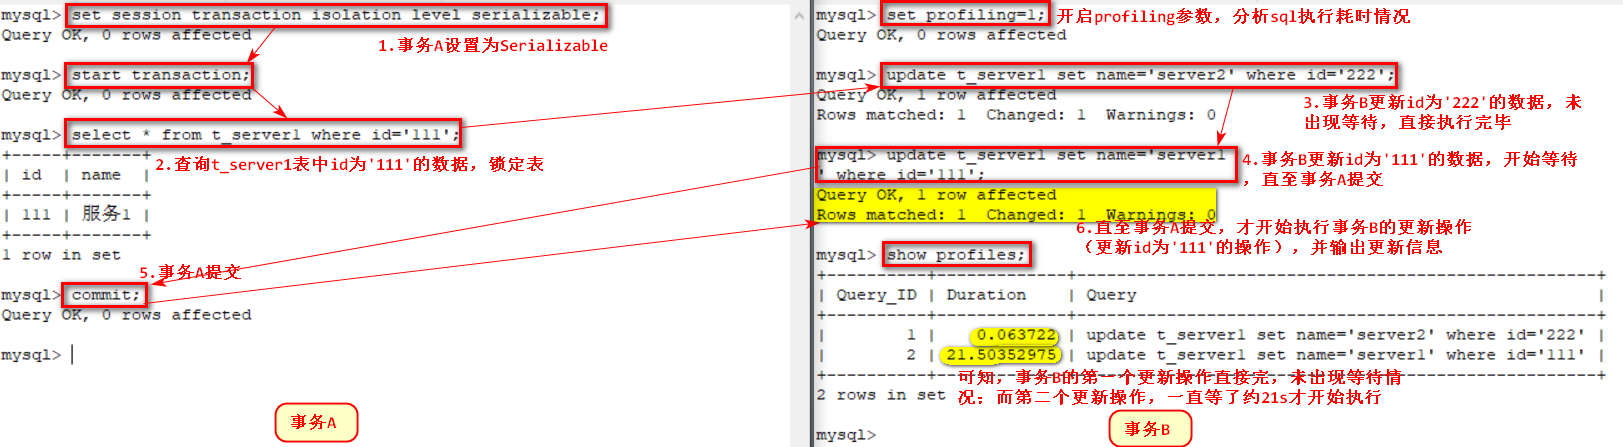 mysql> set session transaction isolation level serializable;
Query OK, 0 rows affected
1.事务A设置为Serializable
mysql> start transaction;
Query OK, 0 rows affected
mysql> select * from t_server1 where id='111';
2.查询t_server1表中id为'111'的数据，锁定表
+-----+-------+
| id | name |
+-----+-------+
| 111 | 服务1 |
+-----+-------+
1 row in set
5.事务A提交
mysql> commit;
Query OK, 0 rows affected
mysql>
事务A
mysql> set profiling=1; 开启profiling参数，分析sql执行耗时情况
Query OK, 0 rows affected
mysql> update t_server1 set name='server2' where id='222';
Query OK, 1 row affected
Rows matched: 1 Changed: 1 Warnings: 0
3.事务B更新id为'222'的数据，未
出现等待，直接执行完毕
mysql> update t_server1 set name='server1
' where id='111';
4.事务B更新id为'111'的数据，开始等待
，直至事务A提交
Query OK, 1 row affected
Rows matched: 1 Changed: 1 Warnings: 0
6.直至事务A提交，才开始执行事务B的更新操作
（更新id为'111'的操作），并输出更新信息
mysql> show profiles;
+----------+-------------+-----------------------------------------------------+
| Query_ID | Duration | Query |
+----------+-------------+-----------------------------------------------------+
| 1 | 0.063722 | update t_server1 set name='server2' where id='222' |
| 2 | 21.50352975 | update t_server1 set name='server1' where id='111' |
+----------+-------------+-----------------------------------------------------+
2 rows in set
可知，事务B的第一个更新操作直接完，未出现等待情
况；而第二个更新操作，一直等了约21s才开始执行
mysql>
事务B